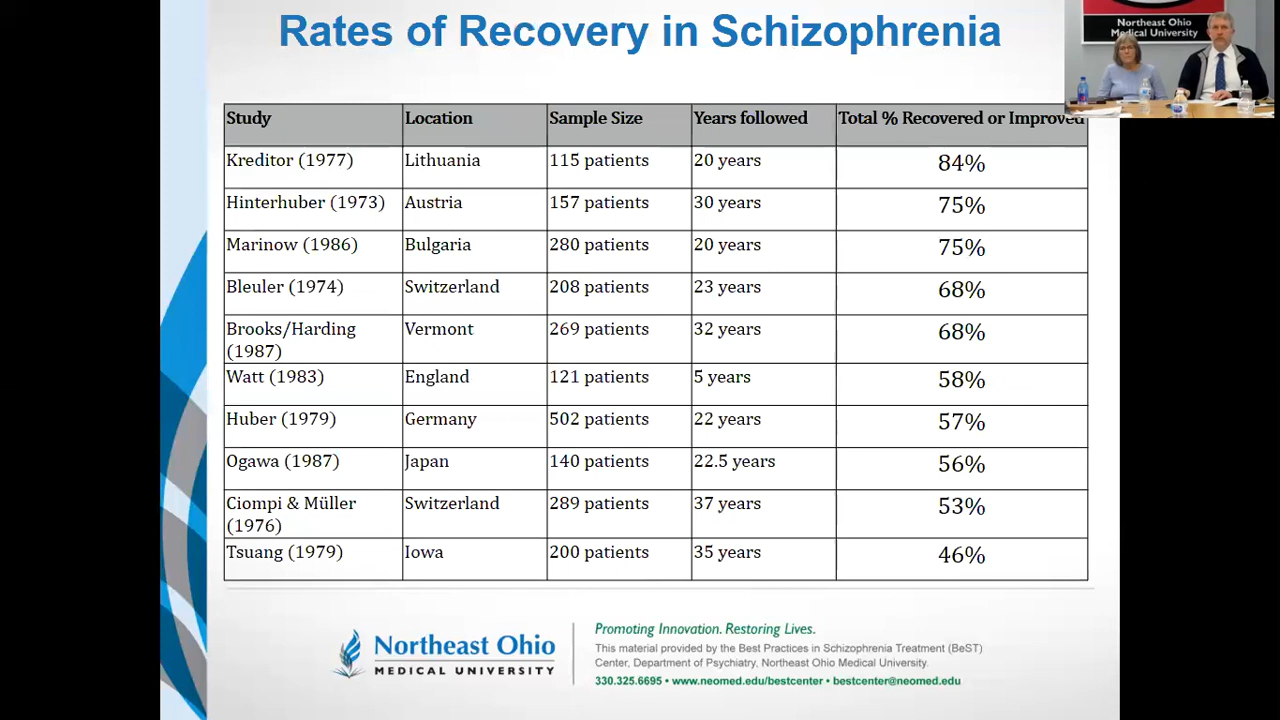 Rates of Recovery in Schizophrenia
Northeast Ohio
Medical University
Study Location Sample Size Years followed Total % Recovered or Improved
Kreditor (1977) Lithuania 115 patients 20 years 84%
Hinterhuber (1973) Austria 157 patients 30 years 75%
Marinow (1986) Bulgaria 280 patients 20 years 75%
Bleuler (1974) Switzerland 208 patients 23 years 68%
Brooks/Harding
(1987) Vermont 269 patients 32 years 68%
Watt (1983) England 121 patients 5 years 58%
Huber (1979) Germany 502 patients 22 years 57%
Ogawa (1987) Japan 140 patients 22.5 years 56%
Ciompi & Müller
(1976) Switzerland 289 patients 37 years 53%
Tsuang (1979) Iowa 200 patients 35 years 46%
Northeast Ohio
MEDICAL UNIVERSITY
Promoting Innovation. Restoring Lives.
This material provided by the Best Practices in Schizophrenia Treatment (BeST)
Center, Department of Psychiatry, Northeast Ohio Medical University.
330.325.6695 • www.neomed.edu/bestcenter • bestcenter@neomed.edu